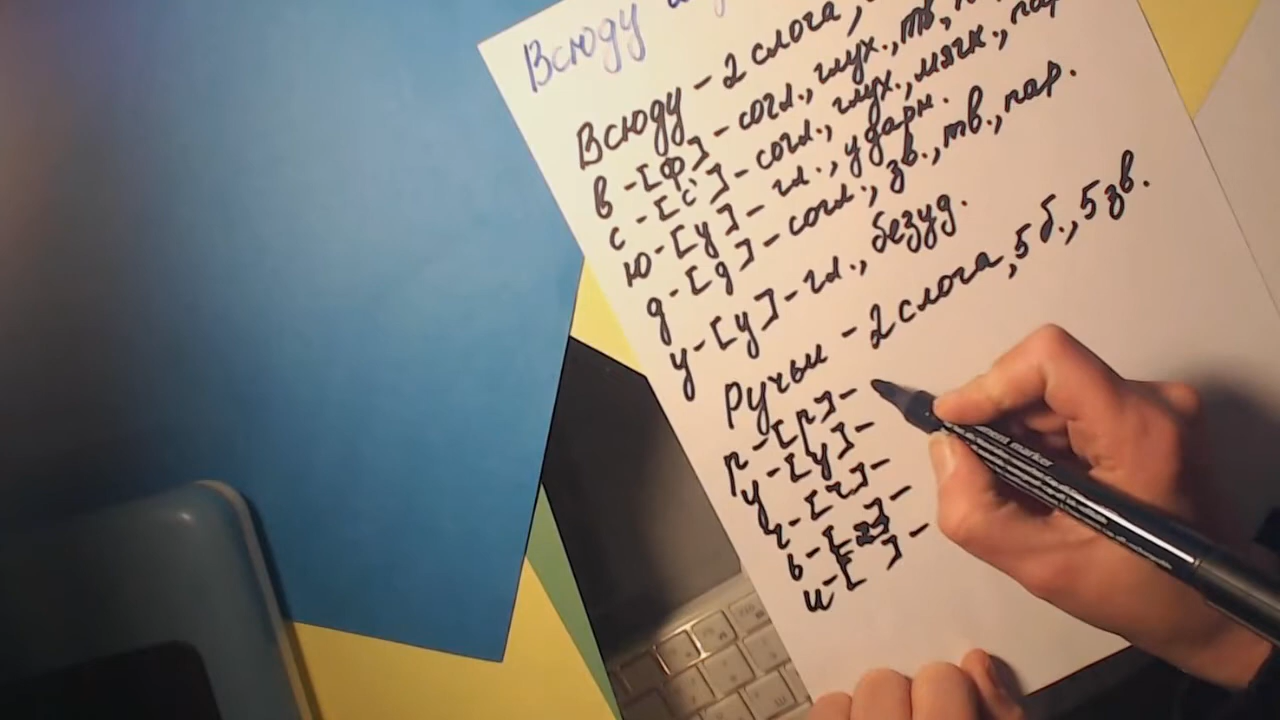 Всюду
Всюду - 2 слога,
в - [ф] - согл., глух., тв.,
с - [с'] - согл., глух., мягк., пар
ю - [у] - гл., ударн.
д - [д] - согл., зв., тв., пар.
у - [у] - гл., безуд.
Ручьи - 2 слога, 5 б., 5 зв.
р - [р] -
у - [у] -
ч - [ч] -
ь - [ ] -
и - [ ] -